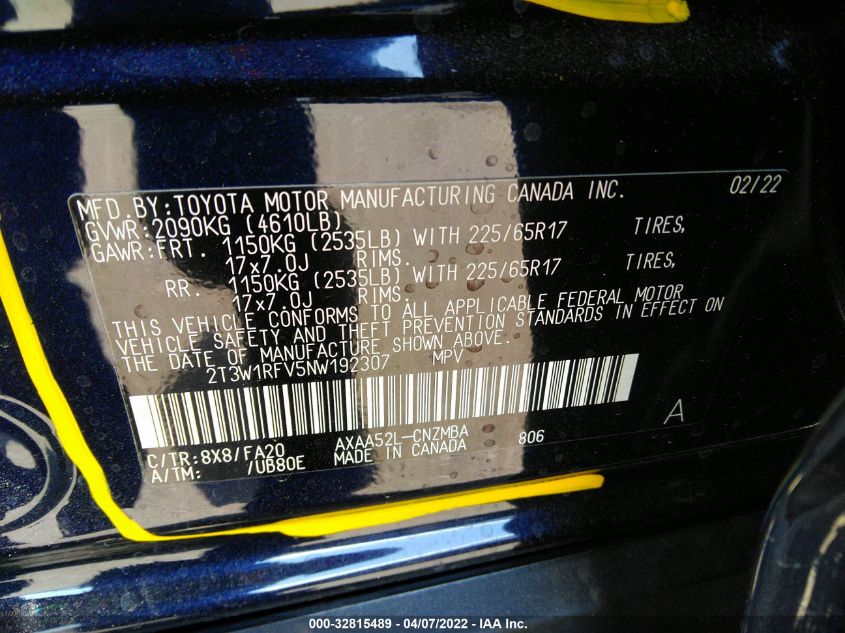 MFD.BY:TOYOTA MOTOR MANUFACTURING CANADA INC. 02/22
GVWR:2090KG (4610LB)
GAWR:FRT. 1150KG (2535LB) WITH 225/65R17 TIRES,
17x7.0J RIMS.
RR. 1150KG (2535LB) WITH 225/65R17 TIRES,
17x7.0J RIMS.
THIS VEHICLE CONFORMS TO ALL APPLICABLE FEDERAL MOTOR
VEHICLE SAFETY AND THEFT PREVENTION STANDARDS IN EFFECT ON
THE DATE OF MANUFACTURE SHOWN ABOVE.
2T3W1RFV5NW192307 MPV
A
C/TR:8X8/FA20 AXAA52L-CNZMBA 806
A/TM: /UB80E MADE IN CANADA
000-32815489 - 04/07/2022 - IAA Inc.